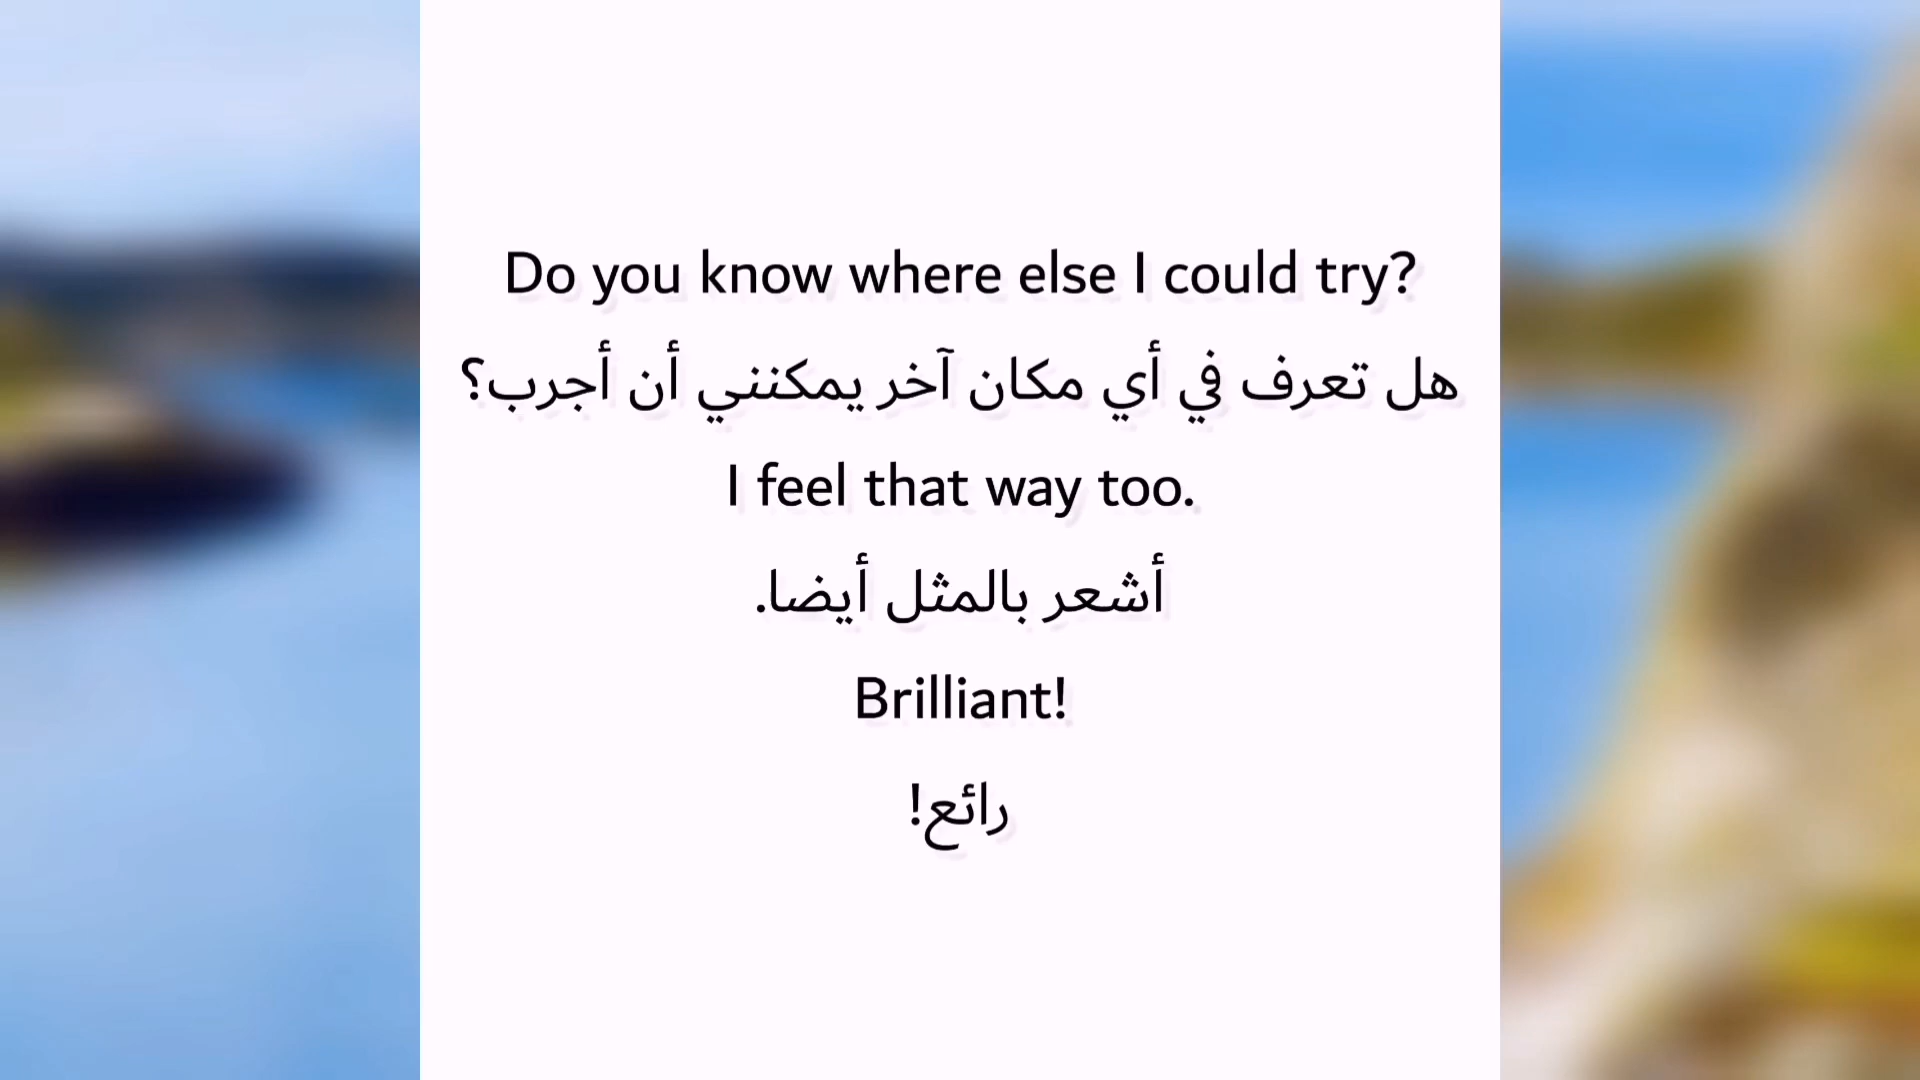 Do you know where else I could try?
هل تعرف في أي مكان آخر يمكنني أن أجرب؟
I feel that way too.
أشعر بالمثل أيضا.
Brilliant!
رائع!